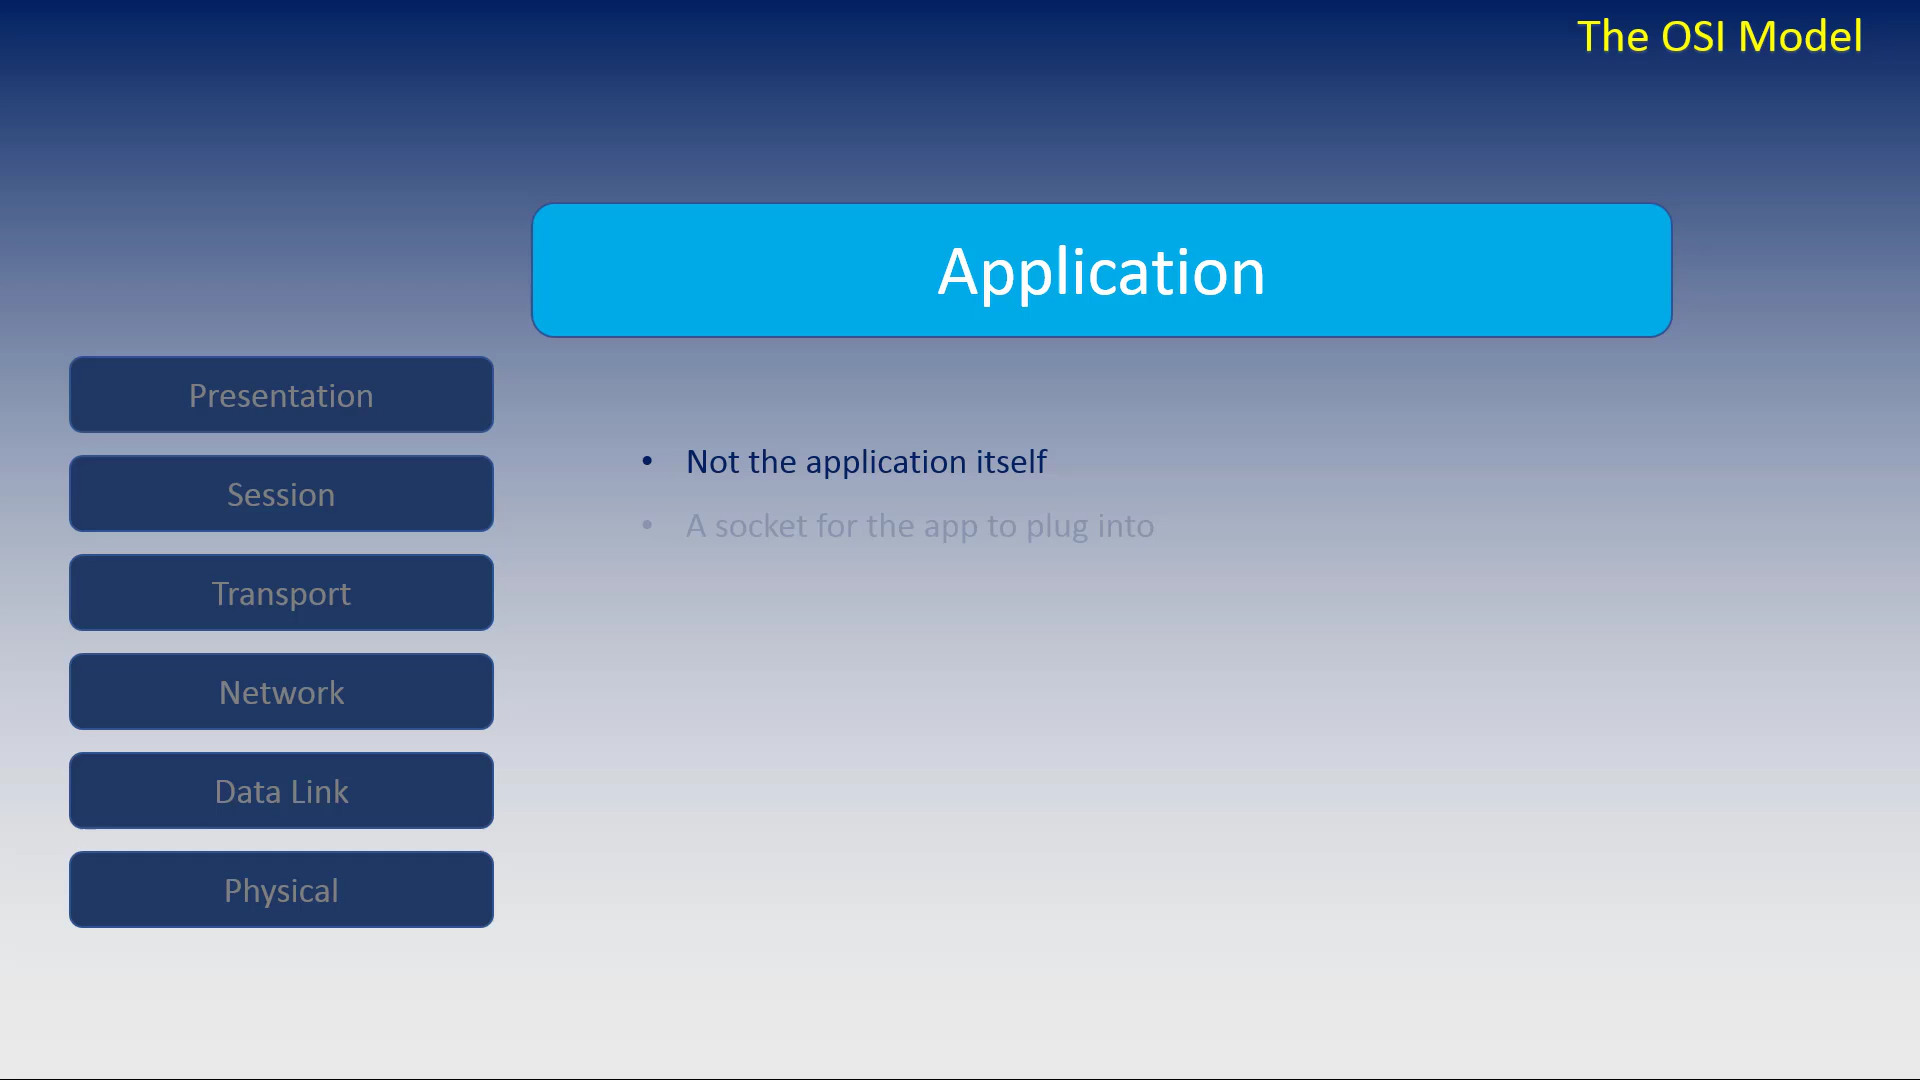 The OSI Model
Application
Presentation
Session
Transport
Network
Data Link
Physical
• Not the application itself
• A socket for the app to plug into